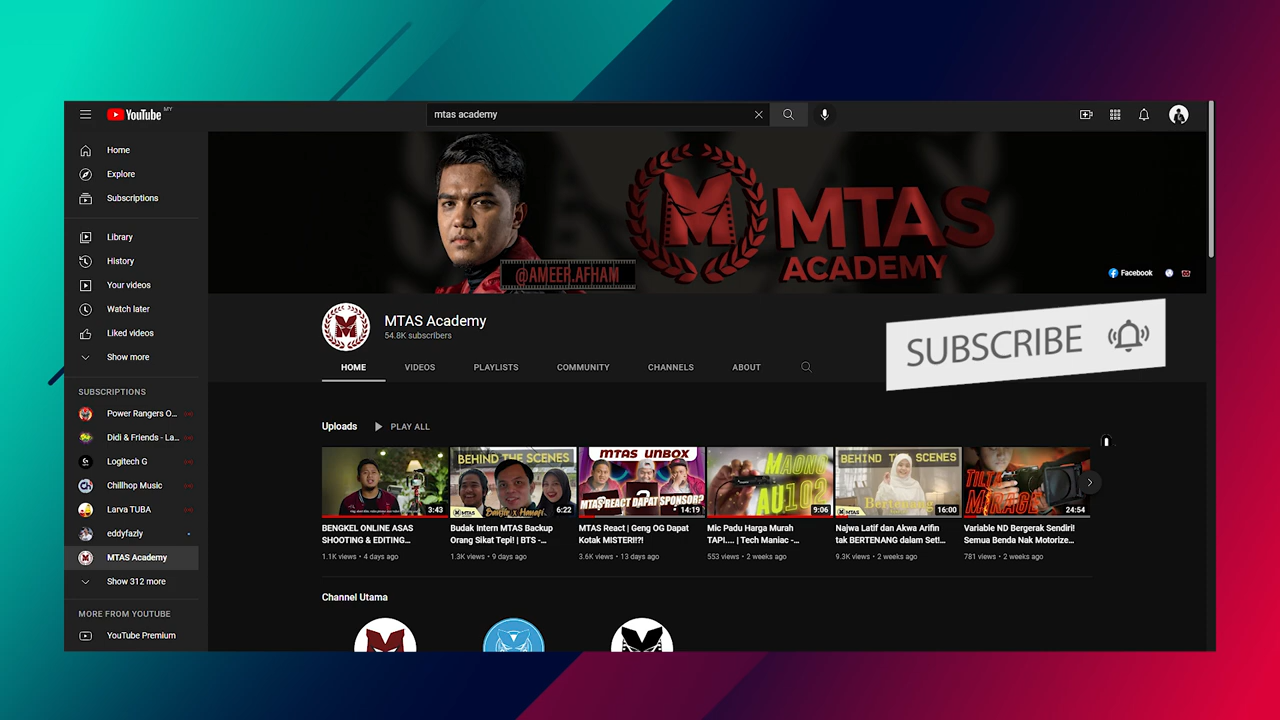 YouTube MY
mtas academy
Home
Explore
Subscriptions
Library
History
Your videos
Watch later
Liked videos
Show more
SUBSCRIPTIONS
Power Rangers O...
Didi & Friends - La...
Logitech G
Chillhop Music
Larva TUBA
eddyfazly
MTAS Academy
Show 312 more
MORE FROM YOUTUBE
YouTube Premium
@AMEER.AFHAM
MTAS
ACADEMY
Facebook
MTAS Academy
54.8K subscribers
SUBSCRIBE
HOME VIDEOS PLAYLISTS COMMUNITY CHANNELS ABOUT
Uploads PLAY ALL
3:43
BENGKEL ONLINE ASAS
SHOOTING & EDITING...
1.1K views • 4 days ago
BEHIND THE SCENES
MTAS
6:22
Budak Intern MTAS Backup
Orang Sikat Tepi! | BTS -...
1.3K views • 9 days ago
MTAS UNBOX
MTAS REACT DAPAT SPONSOR?
14:19
MTAS React | Geng OG Dapat
Kotak MISTERI!?!
3.6K views • 13 days ago
MAONO
AU102
9:06
Mic Padu Harga Murah
TAPI.... | Tech Maniac -...
553 views • 2 weeks ago
BEHIND THE SCENES
Bertenang
MTAS
16:00
Najwa Latif dan Akwa Arifin
tak BERTENANG dalam Set!...
9.3K views • 2 weeks ago
TILTA
MIRAGE
24:54
Variable ND Bergerak Sendiri!
Semua Benda Nak Motorize...
781 views • 2 weeks ago
Channel Utama